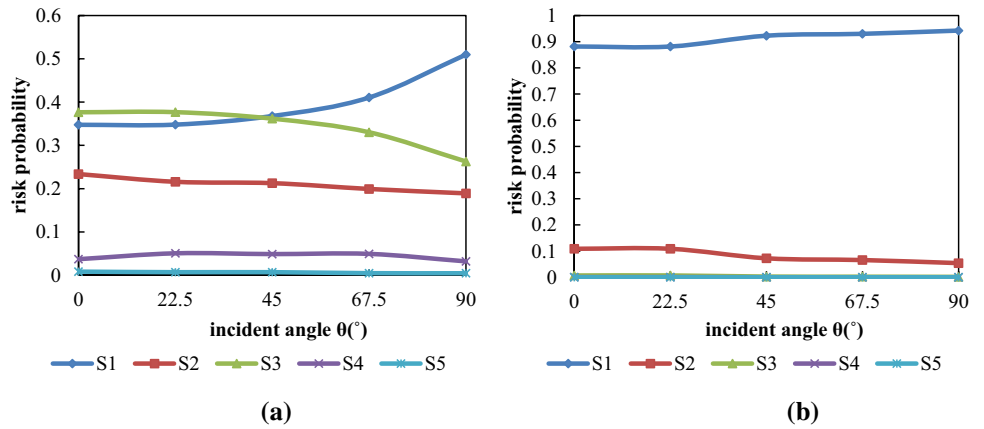 0.6
0.5
0.4
0.3
0.2
0.1
0
risk probability
0 22.5 45 67.5 90
incident angle θ(˚)
S1 S2 S3 S4 S5
(a)
1
0.9
0.8
0.7
0.6
0.5
0.4
0.3
0.2
0.1
0
risk probability
0 22.5 45 67.5 90
incident angle θ(˚)
S1 S2 S3 S4 S5
(b)